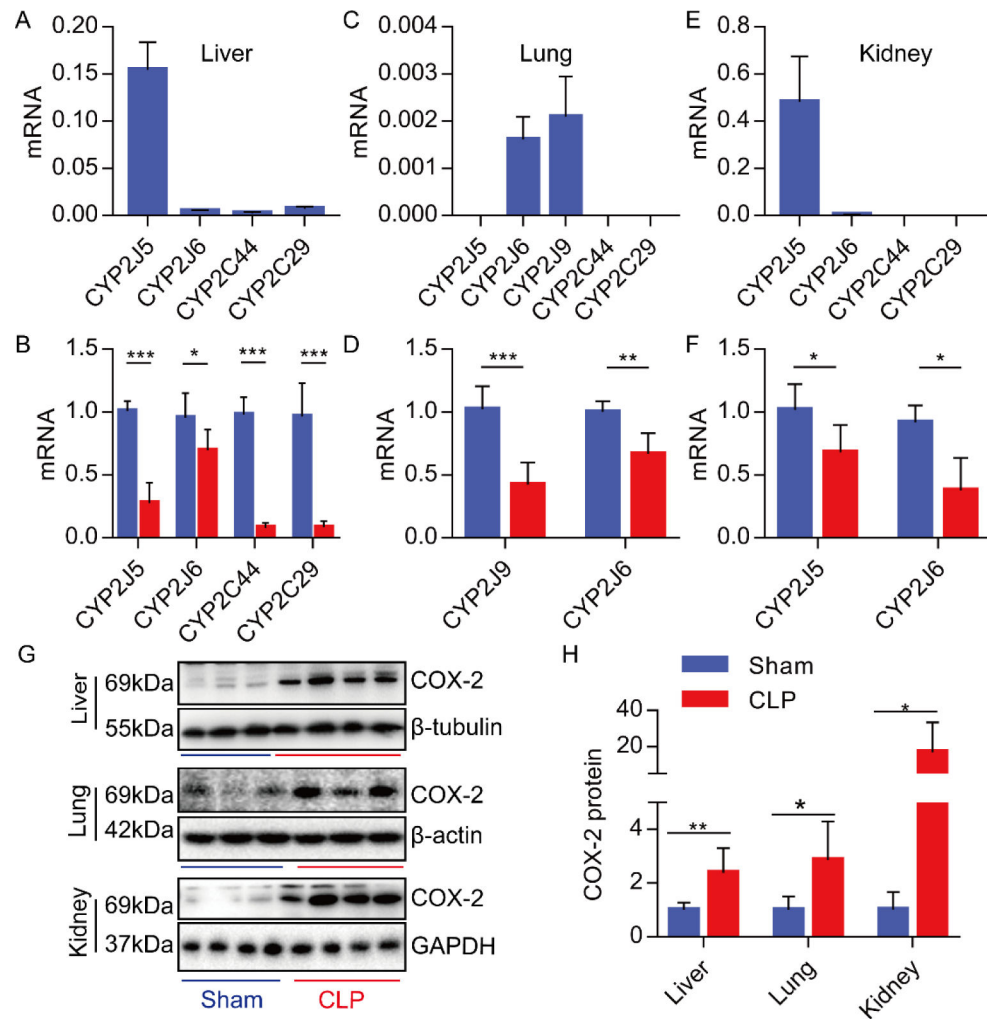 A
Liver
mRNA
0.20
0.15
0.10
0.05
0.00
CYP2J5
CYP2J6
CYP2C44
CYP2C29
C
Lung
mRNA
0.004
0.003
0.002
0.001
0.000
CYP2J5
CYP2J6
CYP2J9
CYP2C44
CYP2C29
E
Kidney
mRNA
0.8
0.6
0.4
0.2
0.0
CYP2J5
CYP2J6
CYP2C44
CYP2C29
B
mRNA
1.5
1.0
0.5
0.0
*** * *** ***
CYP2J5
CYP2J6
CYP2C44
CYP2C29
D
mRNA
1.5
1.0
0.5
0.0
*** **
CYP2J9
CYP2J6
F
mRNA
1.5
1.0
0.5
0.0
* *
CYP2J5
CYP2J6
G
Liver
69kDa COX-2
55kDa β-tubulin
Lung
69kDa COX-2
42kDa β-actin
Kidney
69kDa COX-2
37kDa GAPDH
Sham CLP
H
Sham
CLP
COX-2 protein
40
20
4
2
0
** * *
Liver
Lung
Kidney